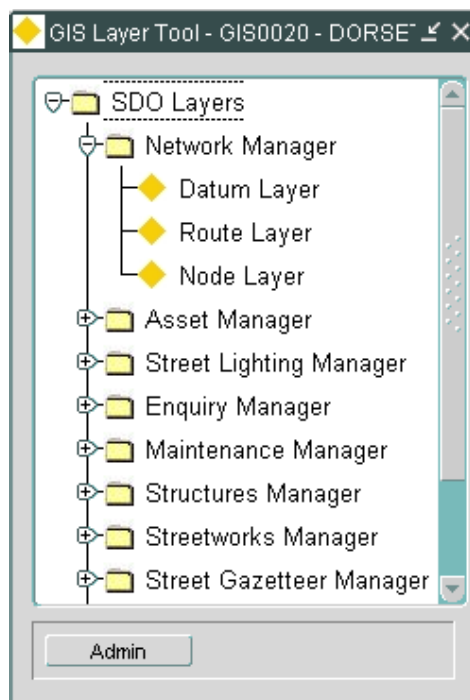 GIS Layer Tool - GIS0020 - DORSET
SDO Layers
Network Manager
Datum Layer
Route Layer
Node Layer
Asset Manager
Street Lighting Manager
Enquiry Manager
Maintenance Manager
Structures Manager
Streetworks Manager
Street Gazetteer Manager
Admin